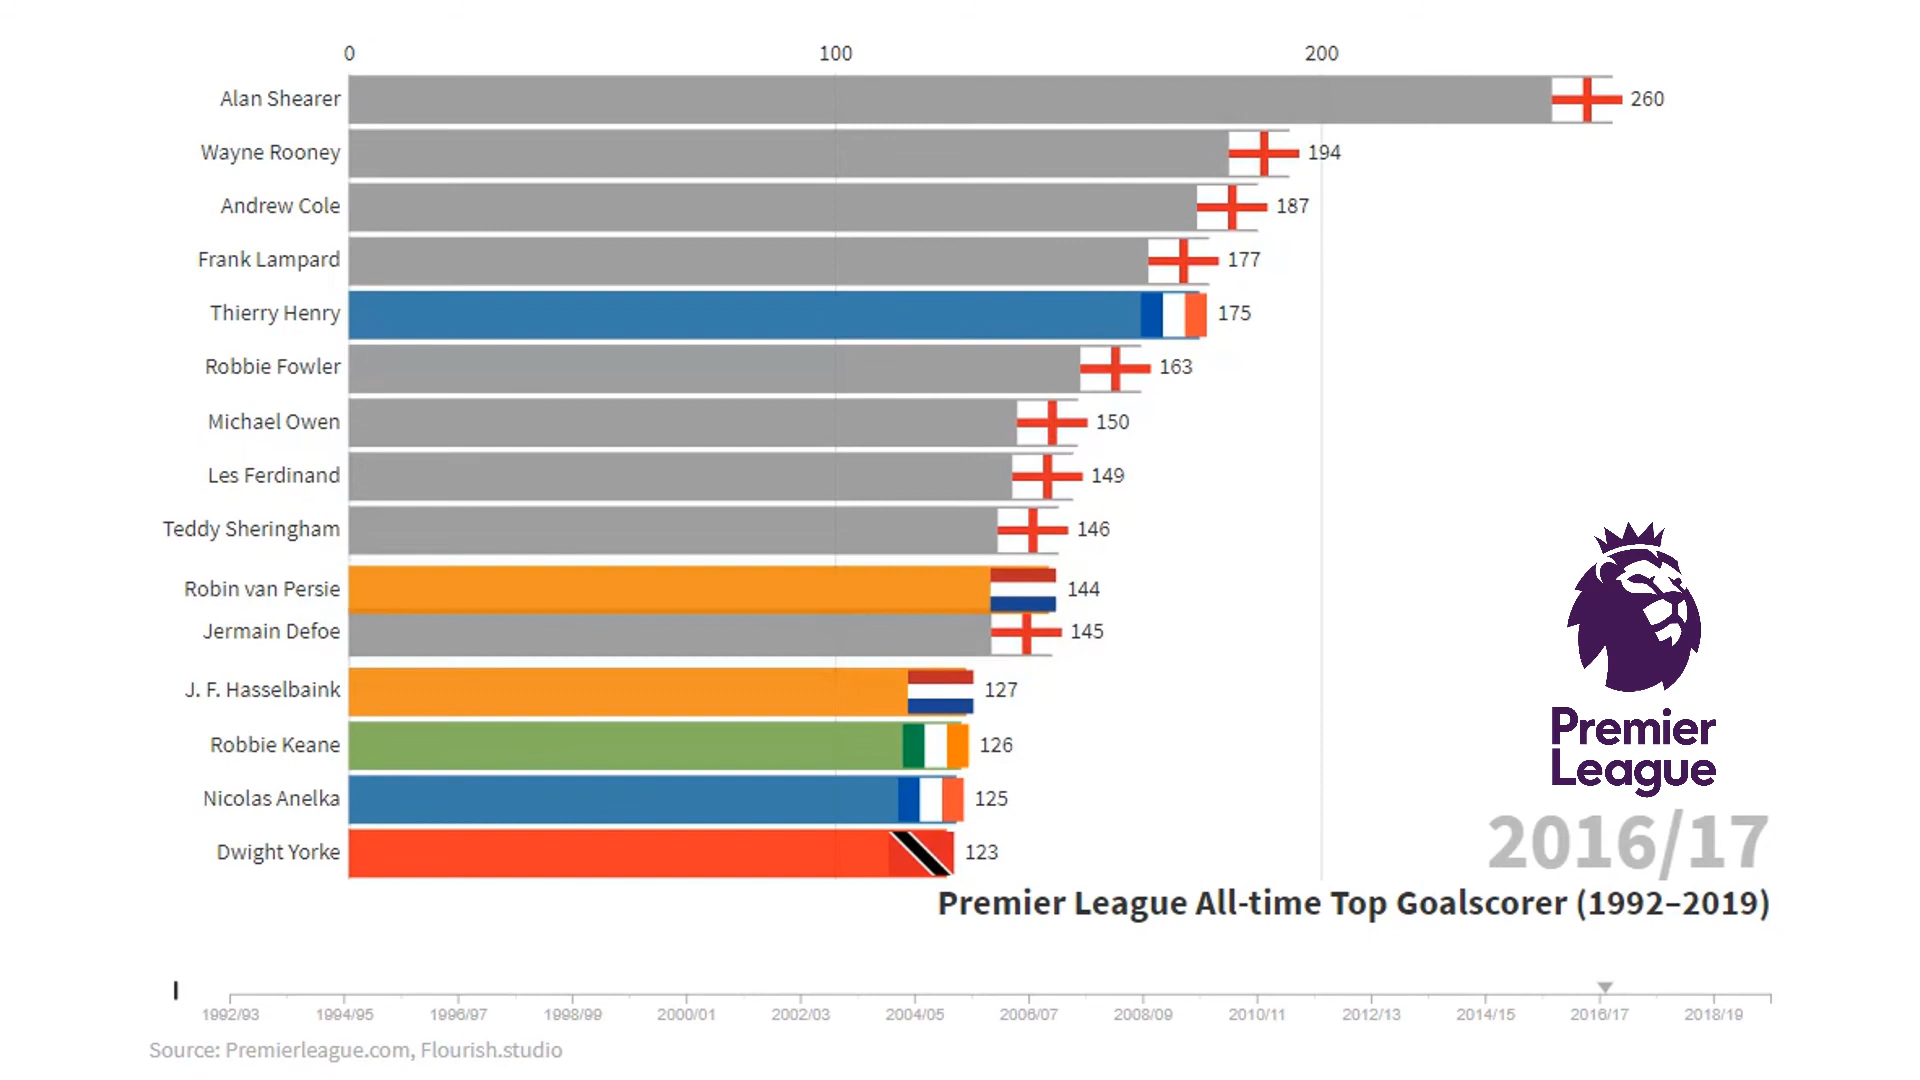 0 100 200
Alan Shearer 260
Wayne Rooney 194
Andrew Cole 187
Frank Lampard 177
Thierry Henry 175
Robbie Fowler 163
Michael Owen 150
Les Ferdinand 149
Teddy Sheringham 146
Robin van Persie 144
Jermain Defoe 145
J. F. Hasselbaink 127
Robbie Keane 126
Nicolas Anelka 125
Dwight Yorke 123
Premier
League
2016/17
Premier League All-time Top Goalscorer (1992–2019)
1992/93 1994/95 1996/97 1998/99 2000/01 2002/03 2004/05 2006/07 2008/09 2010/11 2012/13 2014/15 2016/17 2018/19
Source: Premierleague.com, Flourish.studio